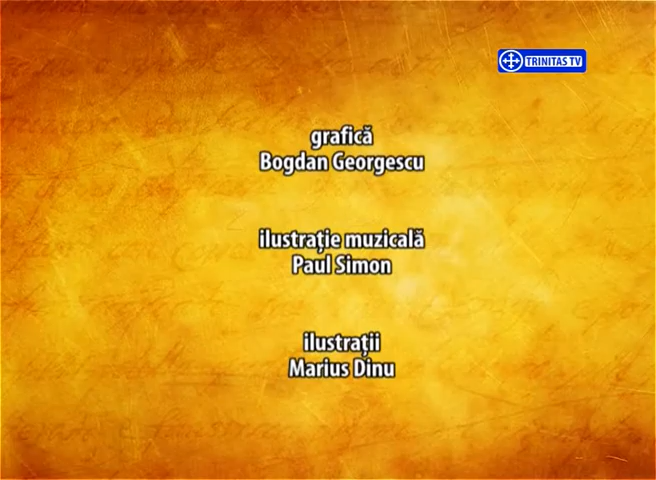 TRINITAS TV
grafică
Bogdan Georgescu
ilustrație muzicală
Paul Simon
ilustrații
Marius Dinu